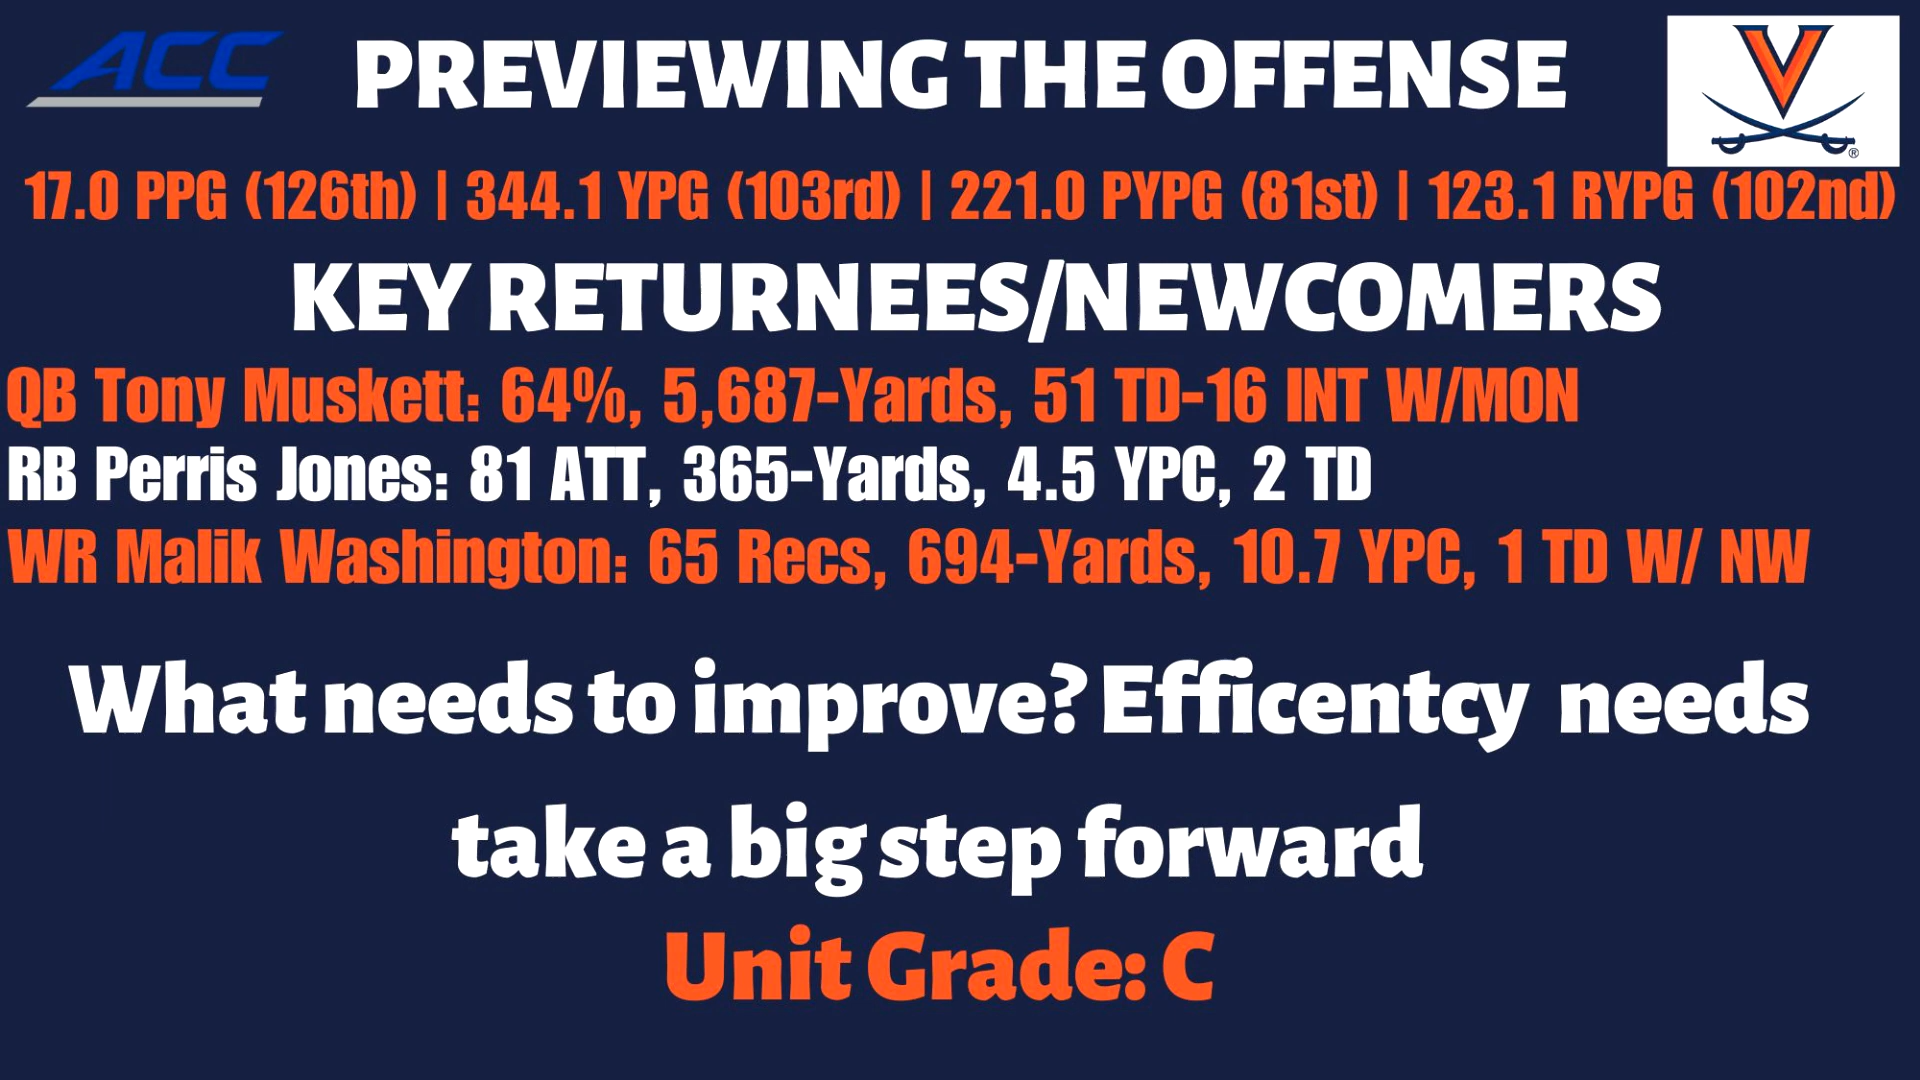 ACC
PREVIEWING THE OFFENSE
V
®
17.0 PPG (126th) | 344.1 YPG (103rd) | 221.0 PYPG (81st) | 123.1 RYPG (102nd)
KEY RETURNEES/NEWCOMERS
QB Tony Muskett: 64%, 5,687-Yards, 51 TD-16 INT W/MON
RB Perris Jones: 81 ATT, 365-Yards, 4.5 YPC, 2 TD
WR Malik Washington: 65 Recs, 694-Yards, 10.7 YPC, 1 TD W/ NW
What needs to improve? Efficentcy needs
take a big step forward
Unit Grade: C